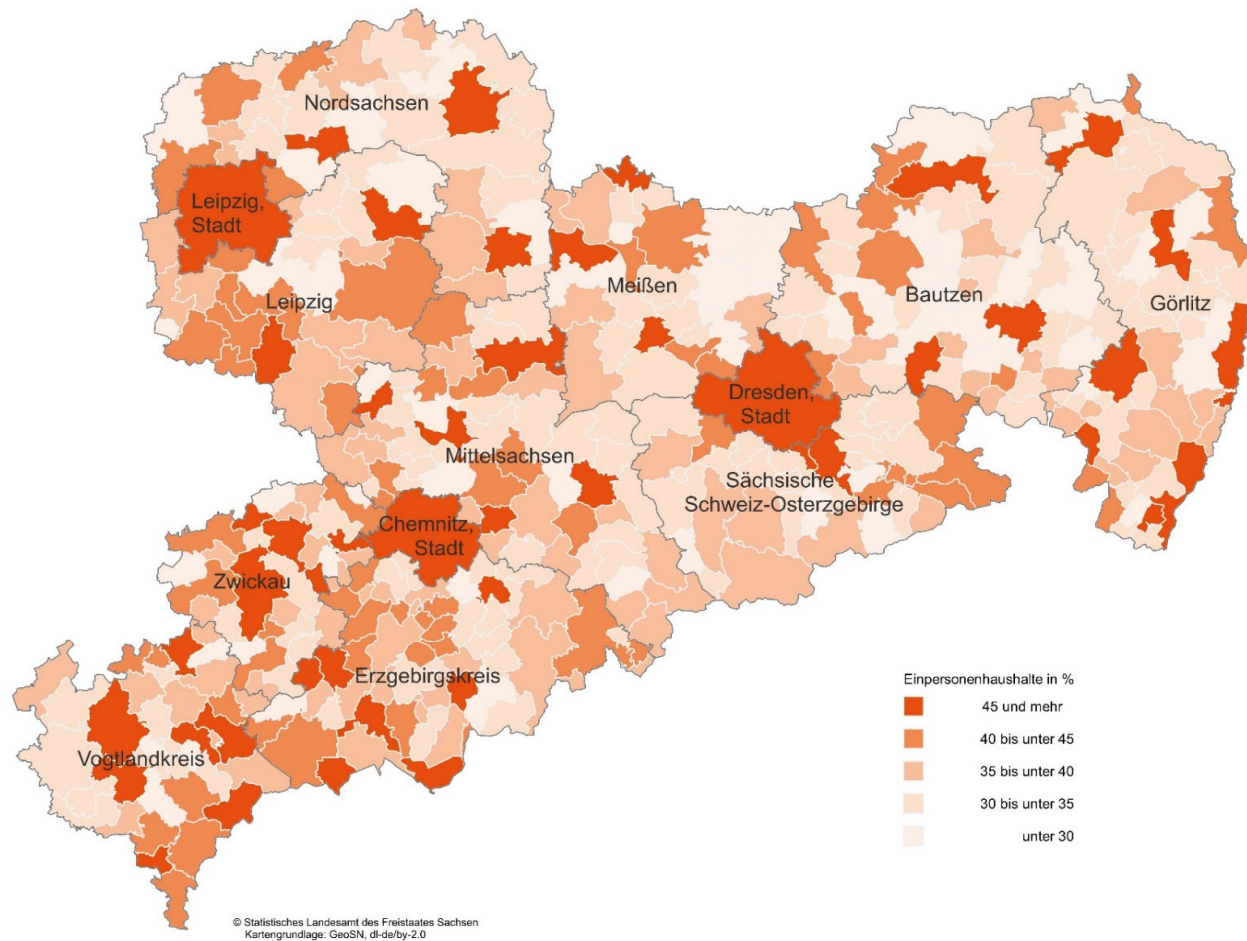 Nordsachsen
Leipzig,
Stadt
Leipzig
Meißen
Bautzen
Görlitz
Dresden,
Stadt
Mittelsachsen
Sächsische
Schweiz-Osterzgebirge
Chemnitz,
Stadt
Zwickau
Erzgebirgskreis
Vogtlandkreis
Einpersonenhaushalte in %
45 und mehr
40 bis unter 45
35 bis unter 40
30 bis unter 35
unter 30
© Statistisches Landesamt des Freistaates Sachsen
Kartengrundlage: GeoSN, dl-de/by-2.0